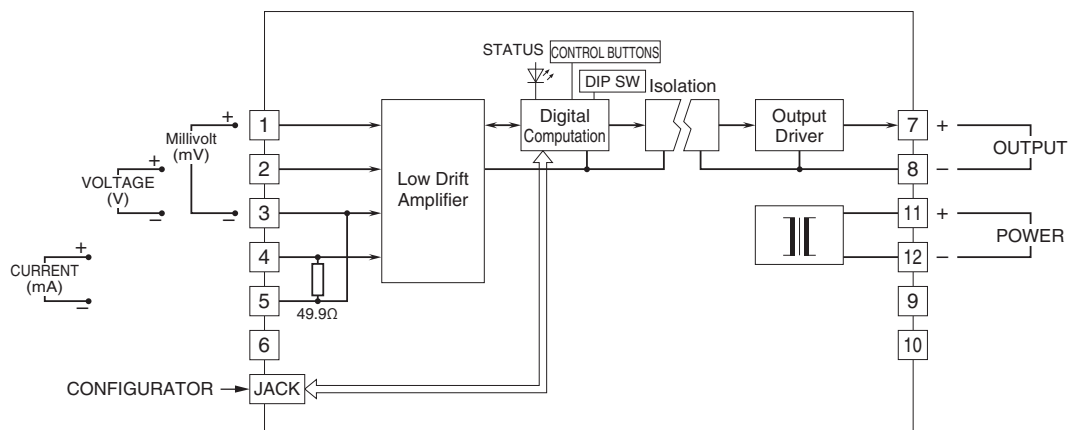 STATUS
CONTROL BUTTONS
DIP SW
Isolation
+
Millivolt
(mV)
−
+
VOLTAGE
(V)
−
+
CURRENT
(mA)
−
1
2
3
4
5
6
49.9Ω
Low Drift
Amplifier
Digital
Computation
Output
Driver
7
+
8
−
OUTPUT
11
+
12
−
POWER
9
10
CONFIGURATOR
JACK